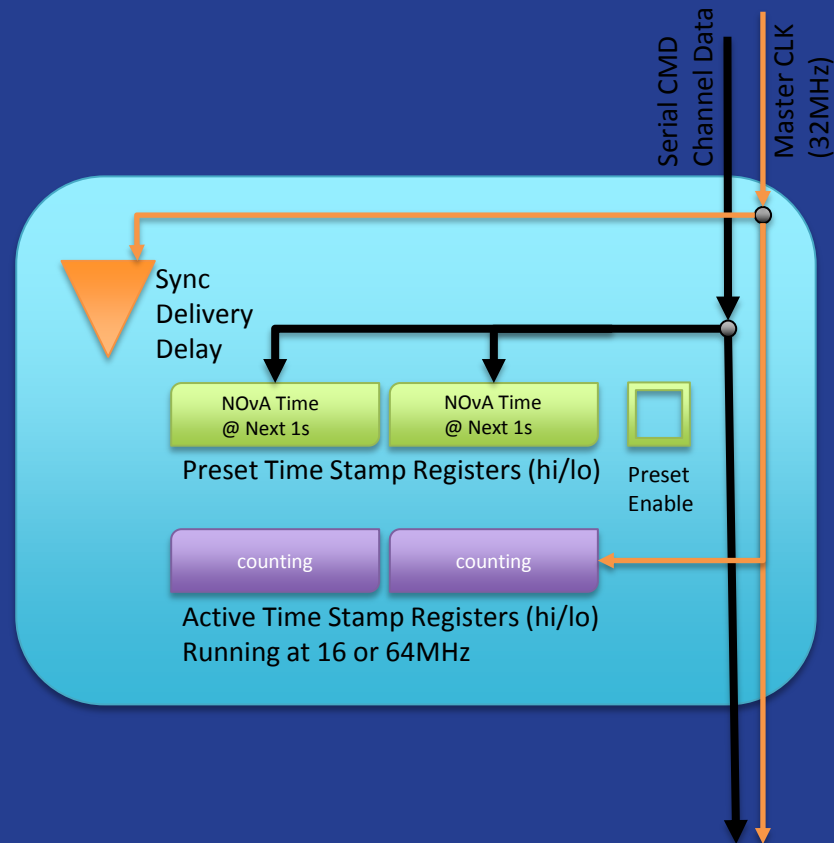 Serial CMD
Channel Data
Master CLK
(32MHz)
Sync
Delivery
Delay
NOvA Time
@ Next 1s
NOvA Time
@ Next 1s
Preset Time Stamp Registers (hi/lo)
Preset
Enable
counting
counting
Active Time Stamp Registers (hi/lo)
Running at 16 or 64MHz